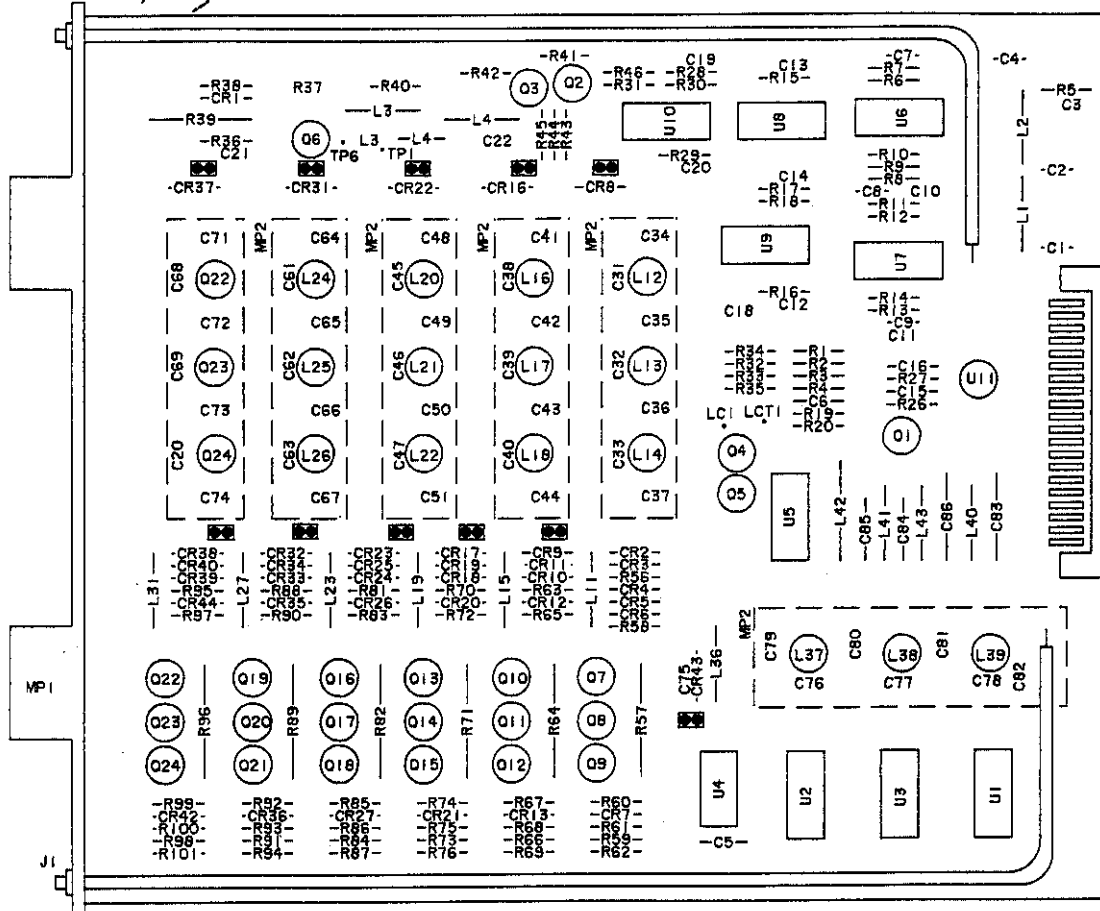 -R41-
-R42-
Q3
Q2
-R46-
-R31-
C19
-R28-
-R30-
C13
-R15-
-C7-
-R7-
-R6-
-C4-
-R5-
C3
-R38-
-CR1-
R37
-R40-
-L3-
-R39-
-L4-
-R36-
C21
Q6
TP6
L3
-L4-
TP1
C22
R45
R44
R43
U10
U8
U6
L2
-R29-
C20
-R10-
-R9-
-R8-
-C8-
C10
-R11-
-R12-
C14
-R17-
-R18-
-C2-
L1
-C1-
-CR37-
-CR31-
-CR22-
-CR16-
-CR8-
C71
MP2
C64
MP2
C48
MP2
C41
MP2
C34
U9
U7
C68
Q22
C61
L24
C45
L20
C38
L16
C31
L12
-R16-
C12
C18
-R14-
-R13-
-C9-
C11
C72
C65
C49
C42
C35
C69
Q23
C62
L25
C46
L21
C39
L17
C32
L13
-R34-
-R32-
-R33-
-R35-
-R1-
-R2-
-R3-
-R4-
-C6-
-R19-
-R20-
-C16-
-R27-
-C15-
-R26-
U11
C73
C66
C50
C43
C36
LC1
LCT1
C20
Q24
C63
L26
C47
L22
C40
L18
C33
L14
Q4
Q5
Q1
C74
C67
C51
C44
C37
U5
L42
C85
L41
C84
L43
C86
L40
C83
L31
-CR38-
-CR40-
-CR39-
-R95-
-CR44-
-R97-
L27
-CR32-
-CR34-
-CR33-
-R88-
-CR35-
-R90-
L23
-CR23-
-CR25-
-CR24-
-R81-
-CR26-
-R83-
L19
-CR17-
-CR19-
-CR18-
-R70-
-CR20-
-R72-
L15
-CR9-
-CR11-
-CR10-
-R63-
-CR12-
-R65-
L11
-CR2-
-CR3-
-R56-
-CR4-
-CR5-
-CR6-
-R58-
MP2
C79
L37
C76
C80
L38
C77
C81
L39
C78
C82
C75
-CR43-
L36
MP1
Q22
Q23
Q24
R96
Q19
Q20
Q21
R89
Q16
Q17
Q18
R82
Q13
Q14
Q15
R71
Q10
Q11
Q12
R64
Q7
Q8
Q9
R57
U4
U2
U3
U1
-C5-
-R99-
-CR42-
-R100-
-R98-
-R101-
-R92-
-CR36-
-R93-
-R91-
-R94-
-R85-
-CR27-
-R86-
-R84-
-R87-
-R74-
-CR21-
-R75-
-R73-
-R76-
-R67-
-CR13-
-R68-
-R66-
-R69-
-R60-
-CR7-
-R61-
-R59-
-R62-
J1